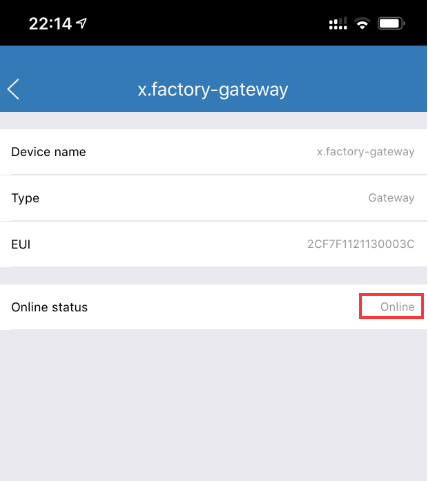 22:14
x.factory-gateway
Device name x.factory-gateway
Type Gateway
EUI 2CF7F1121130003C
Online status Online